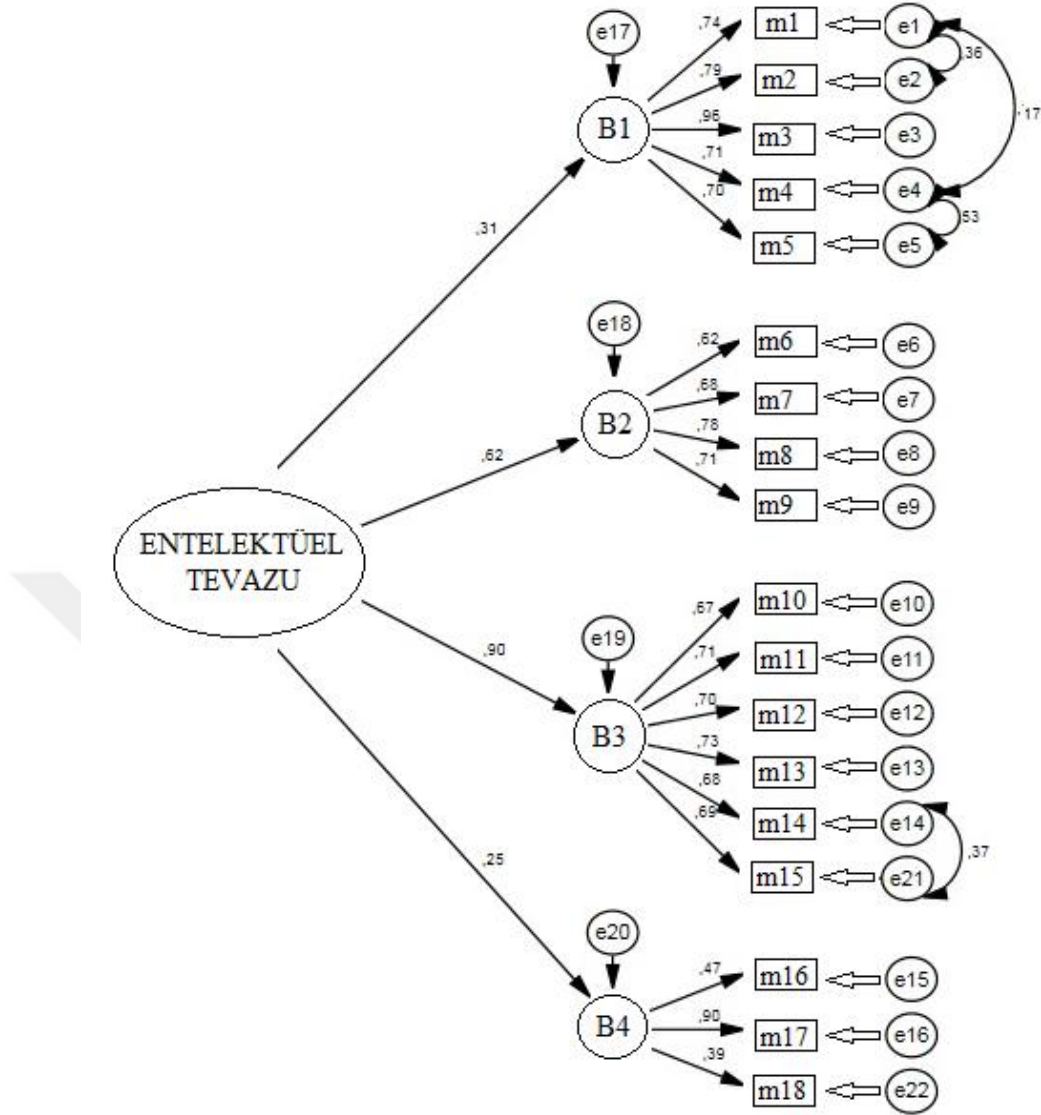 e17
,74
m1
e1
,79
m2
e2
,36
B1
,96
m3
e3
,17
,71
m4
e4
,70
m5
e5
53
,31
e18
,62
m6
e6
,68
m7
e7
B2
,78
m8
e8
,71
m9
e9
,62
ENTELEKTÜEL
TEVAZU
,90
e19
,67
m10
e10
,71
m11
e11
B3
,70
m12
e12
,73
m13
e13
,68
m14
e14
,69
m15
e21
,37
,25
e20
,47
m16
e15
B4
,90
m17
e16
,39
m18
e22